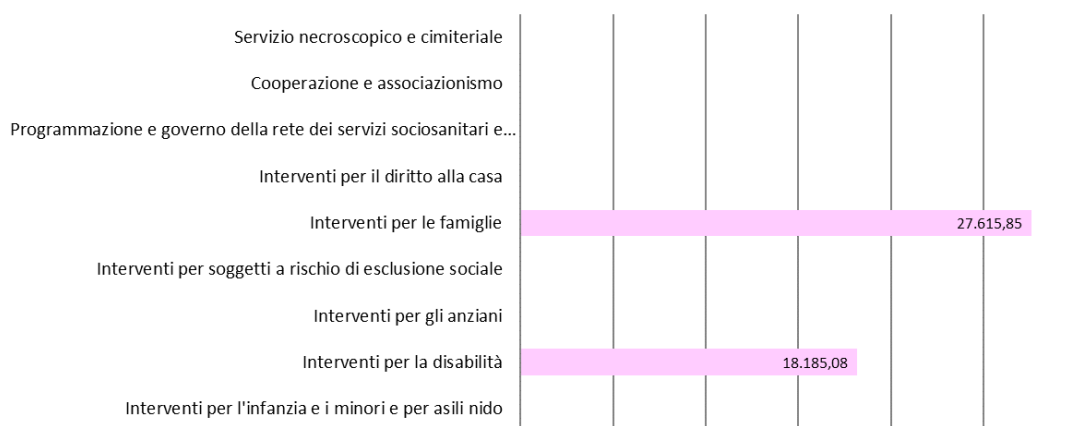 Servizio necroscopico e cimiteriale
Cooperazione e associazionismo
Programmazione e governo della rete dei servizi sociosanitari e...
Interventi per il diritto alla casa
Interventi per le famiglie
27.615,85
Interventi per soggetti a rischio di esclusione sociale
Interventi per gli anziani
Interventi per la disabilità
18.185,08
Interventi per l'infanzia e i minori e per asili nido